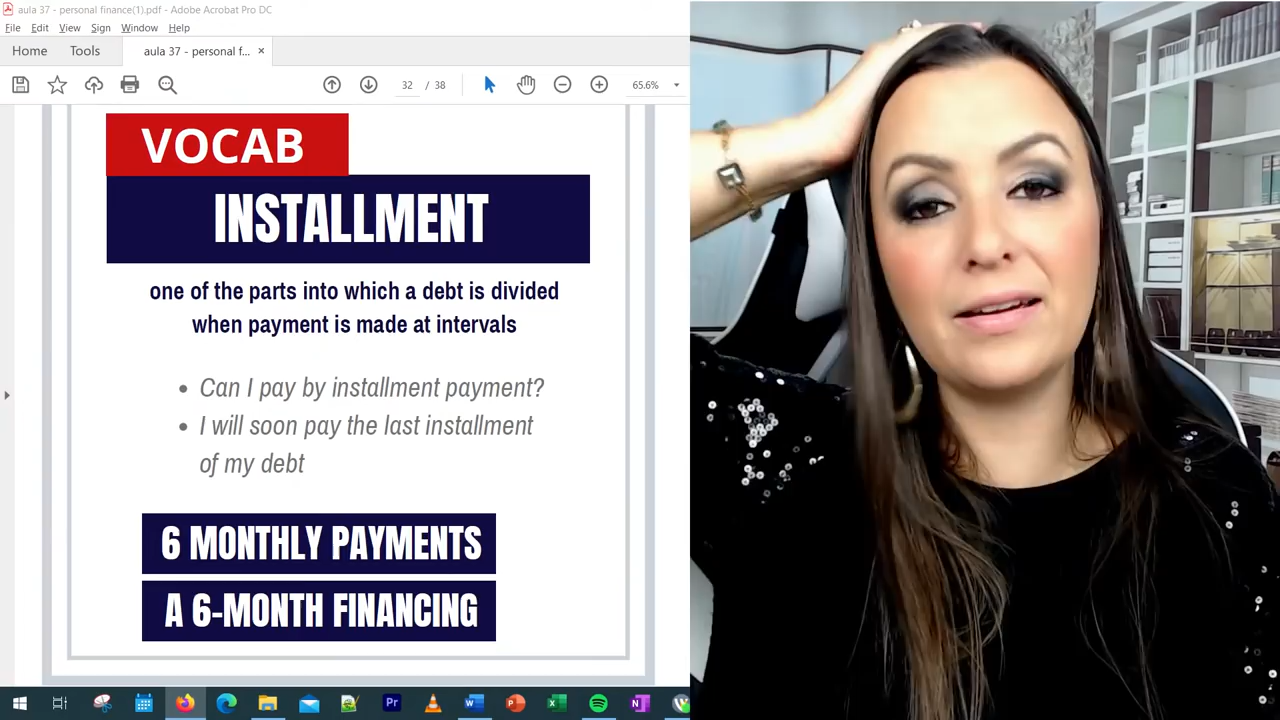 aula 37 - personal finance(1).pdf - Adobe Acrobat Pro DC
File Edit View Sign Window Help
Home Tools aula 37 - personal f... ×
32 / 38 65.6%
VOCAB
INSTALLMENT
one of the parts into which a debt is divided
when payment is made at intervals
• Can I pay by installment payment?
• I will soon pay the last installment
of my debt
6 MONTHLY PAYMENTS
A 6-MONTH FINANCING